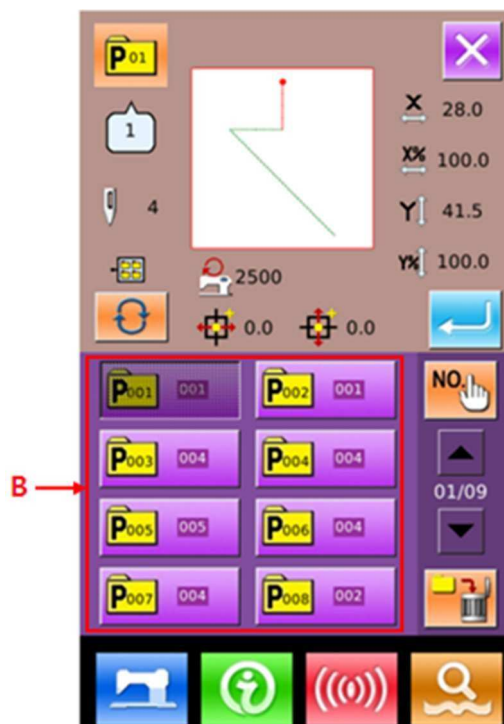 P01
1
X 28.0
X% 100.0
4
Y 41.5
Y% 100.0
2500
0.0 0.0
P001 001 P002 001
NO.
P003 004 P004 004
B
01/09
P005 005 P006 004
P007 004 P008 002